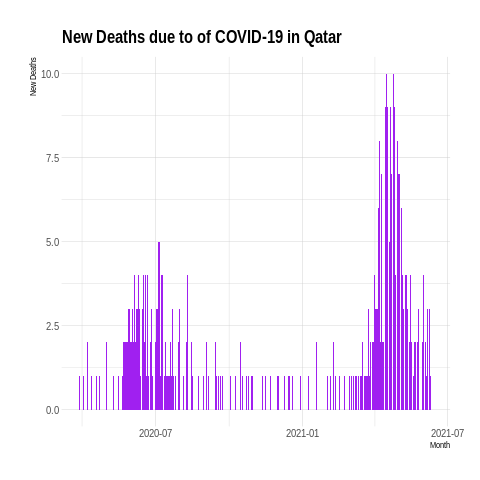 New Deaths due to of COVID-19 in Qatar
New Deaths
10.0
7.5
5.0
2.5
0.0
2020-07
2021-01
2021-07
Month